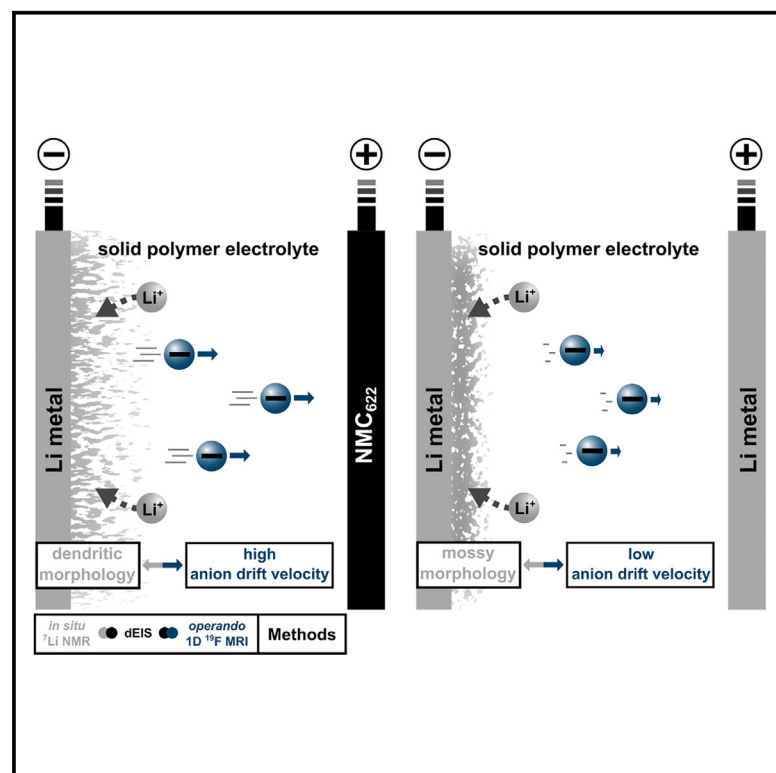 solid polymer electrolyte
Li⁺
Li metal
NMC₆₂₂
Li⁺
dendritic
morphology
high
anion drift velocity
solid polymer electrolyte
Li⁺
Li metal
Li metal
Li⁺
mossy
morphology
low
anion drift velocity
in situ
⁷Li NMR
dEIS
operando
1D ¹⁹F MRI
Methods